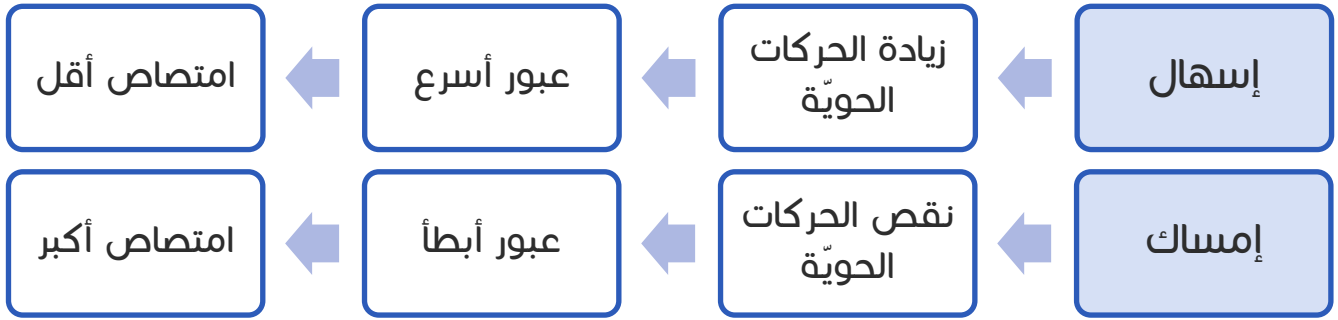 إسهال
زيادة الحركات
الحويّة
عبور أسرع
امتصاص أقل
إمساك
نقص الحركات
الحويّة
عبور أبطأ
امتصاص أكبر